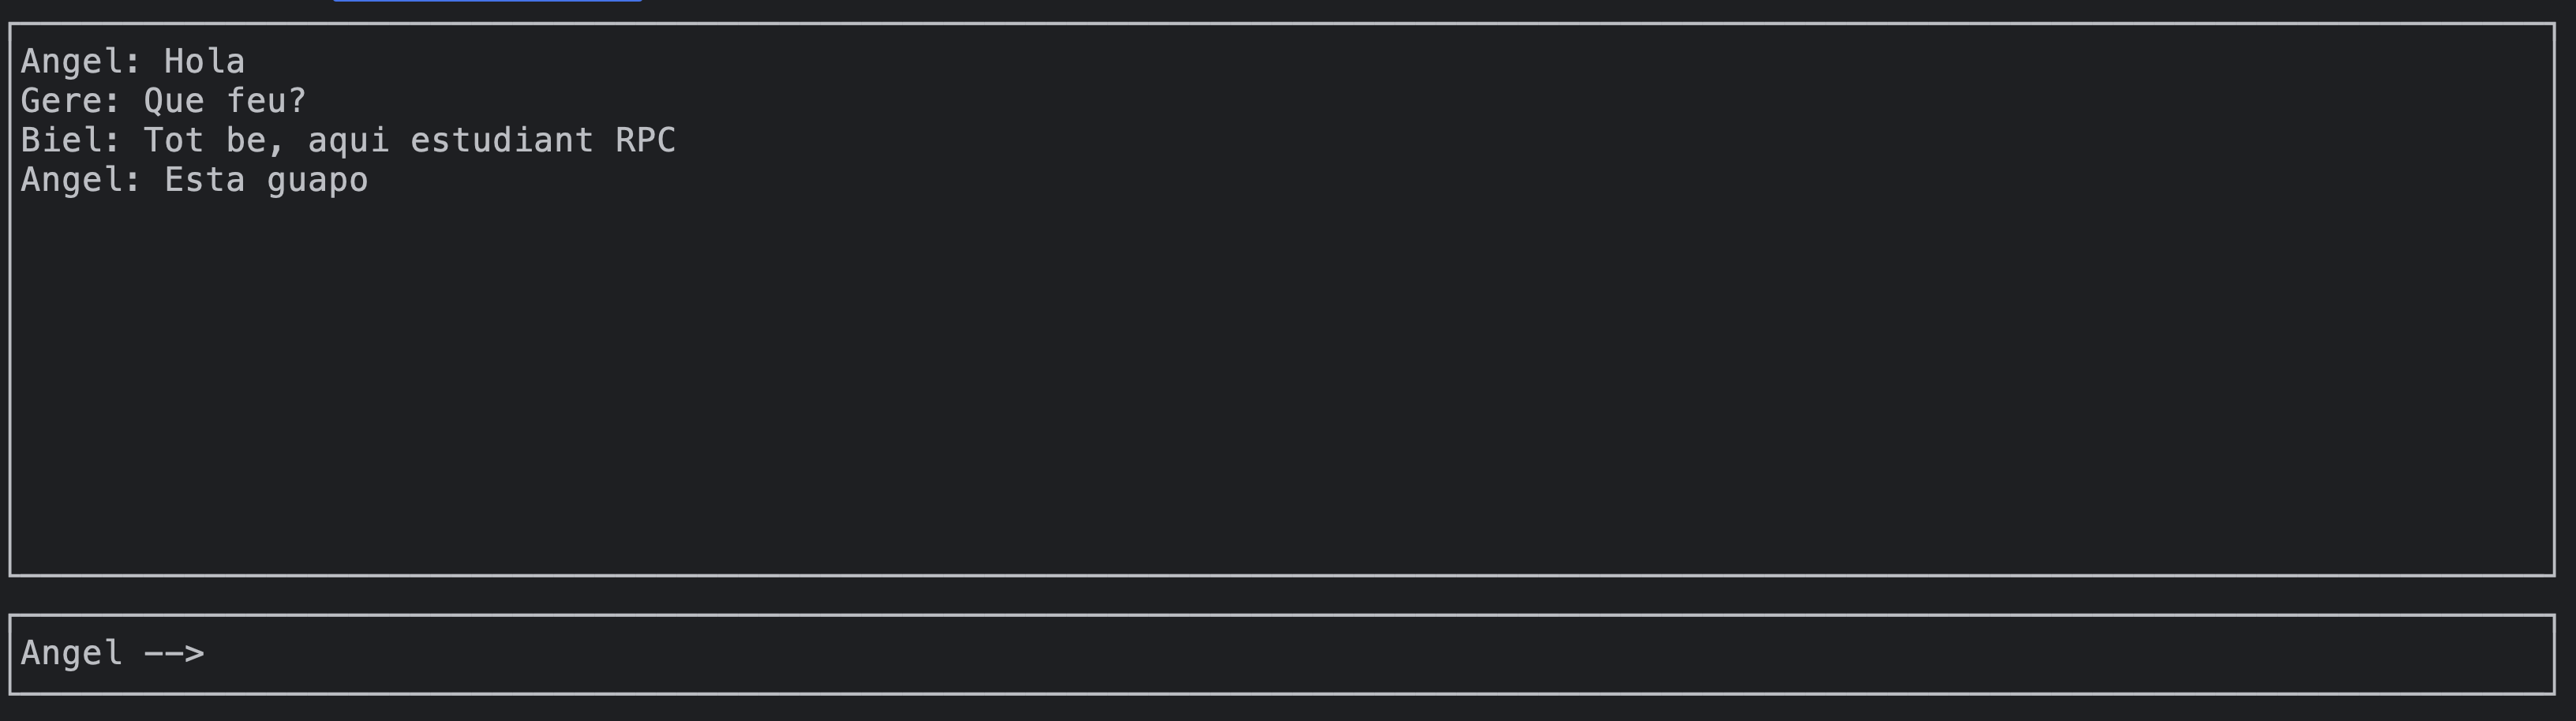 Angel: Hola
Gere: Que feu?
Biel: Tot be, aqui estudiant RPC
Angel: Esta guapo
Angel -->